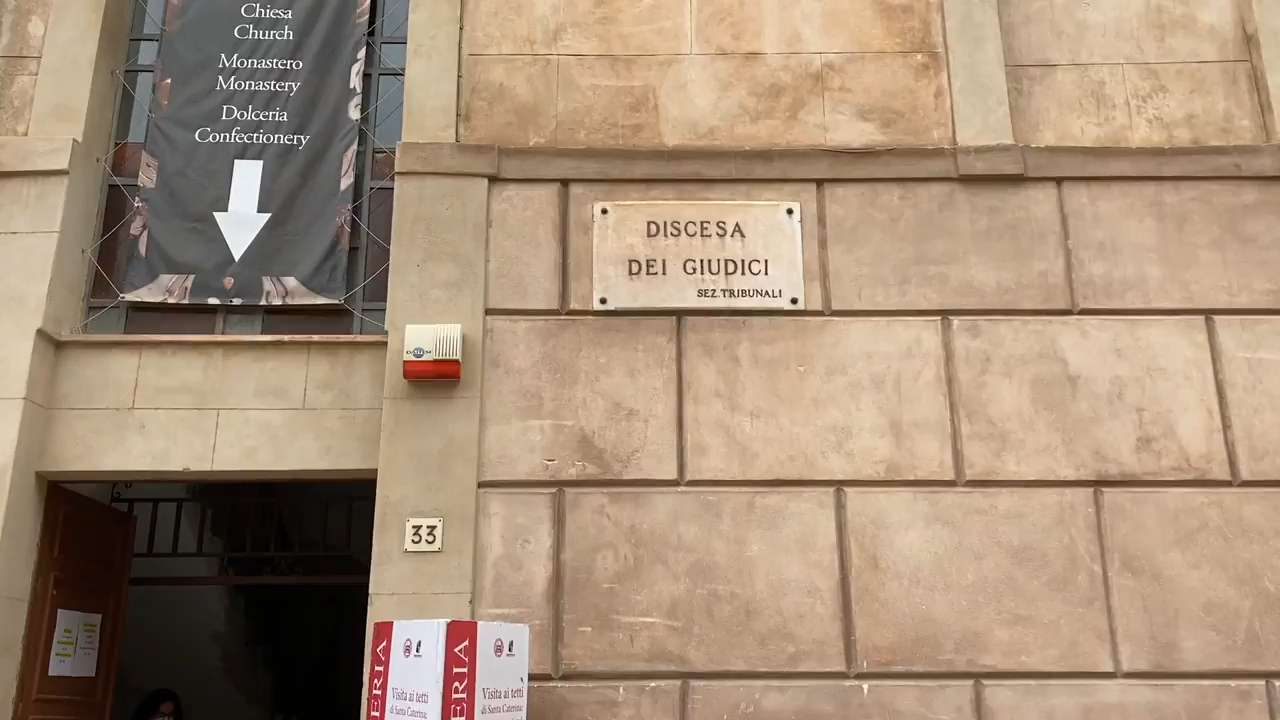 Chiesa
Church
Monastero
Monastery
Dolceria
Confectionery
DISCESA
DEI GIUDICI
SEZ. TRIBUNALI
33
ERIA
Visita ai tetti
di Santa Caterina:
ERIA
Visita ai tetti
di Santa Caterina: